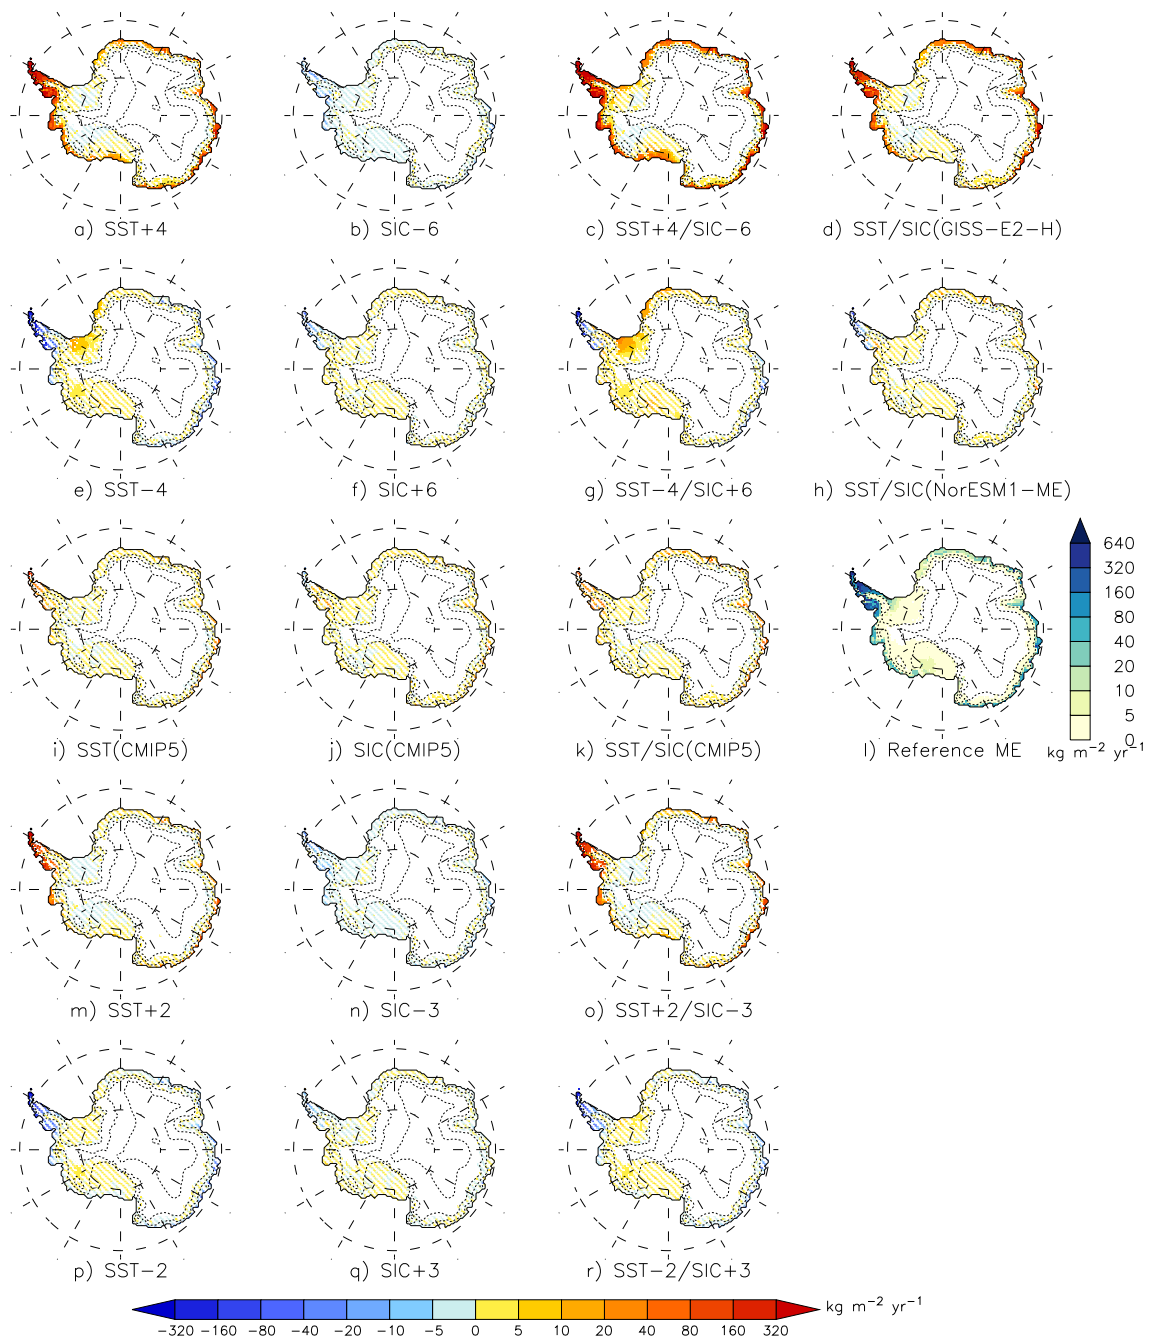 a) SST+4
b) SIC-6
c) SST+4/SIC-6
d) SST/SIC(GISS-E2-H)
e) SST-4
f) SIC+6
g) SST-4/SIC+6
h) SST/SIC(NorESM1-ME)
640
320
160
80
40
20
10
5
0
kg m⁻² yr⁻¹
i) SST(CMIP5)
j) SIC(CMIP5)
k) SST/SIC(CMIP5)
l) Reference ME
m) SST+2
n) SIC-3
o) SST+2/SIC-3
p) SST-2
q) SIC+3
r) SST-2/SIC+3
kg m⁻² yr⁻¹
-320 -160 -80 -40 -20 -10 -5 0 5 10 20 40 80 160 320